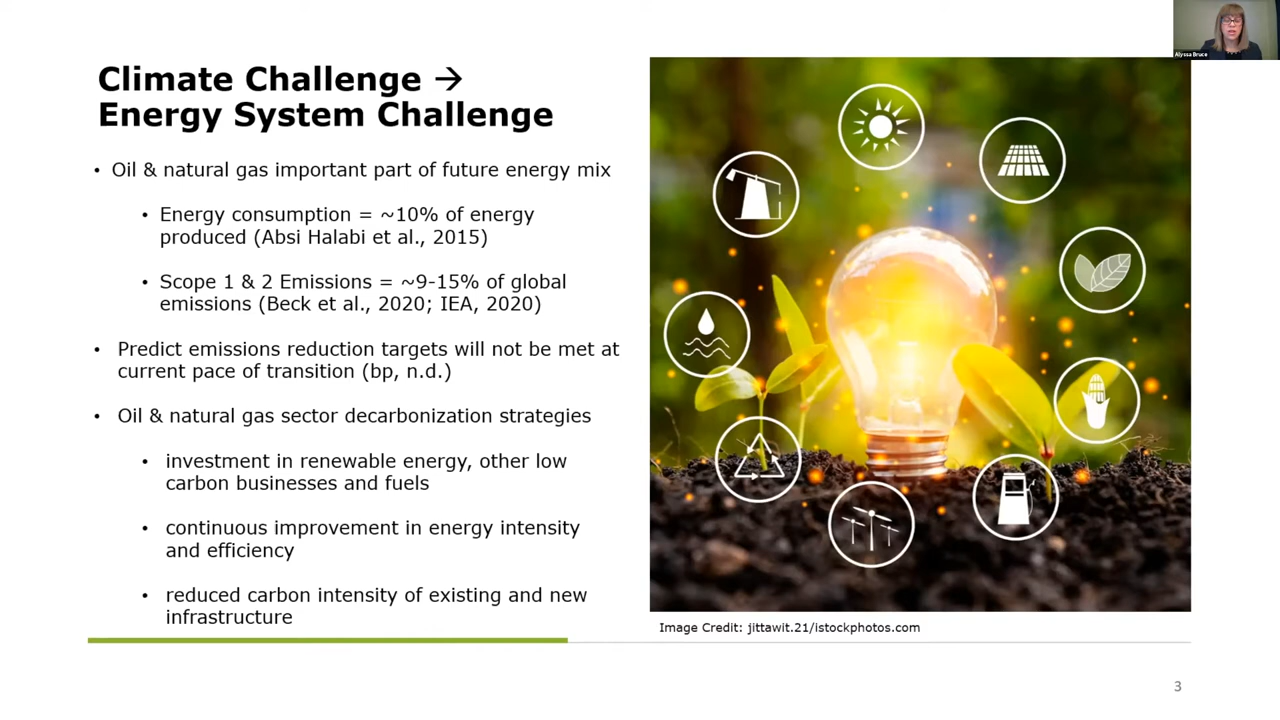 Alyssa Bruce
Climate Challenge →
Energy System Challenge
• Oil & natural gas important part of future energy mix
• Energy consumption = ~10% of energy
produced (Absi Halabi et al., 2015)
• Scope 1 & 2 Emissions = ~9-15% of global
emissions (Beck et al., 2020; IEA, 2020)
• Predict emissions reduction targets will not be met at
current pace of transition (bp, n.d.)
• Oil & natural gas sector decarbonization strategies
• investment in renewable energy, other low
carbon businesses and fuels
• continuous improvement in energy intensity
and efficiency
• reduced carbon intensity of existing and new
infrastructure
Image Credit: jittawit.21/istockphotos.com
3